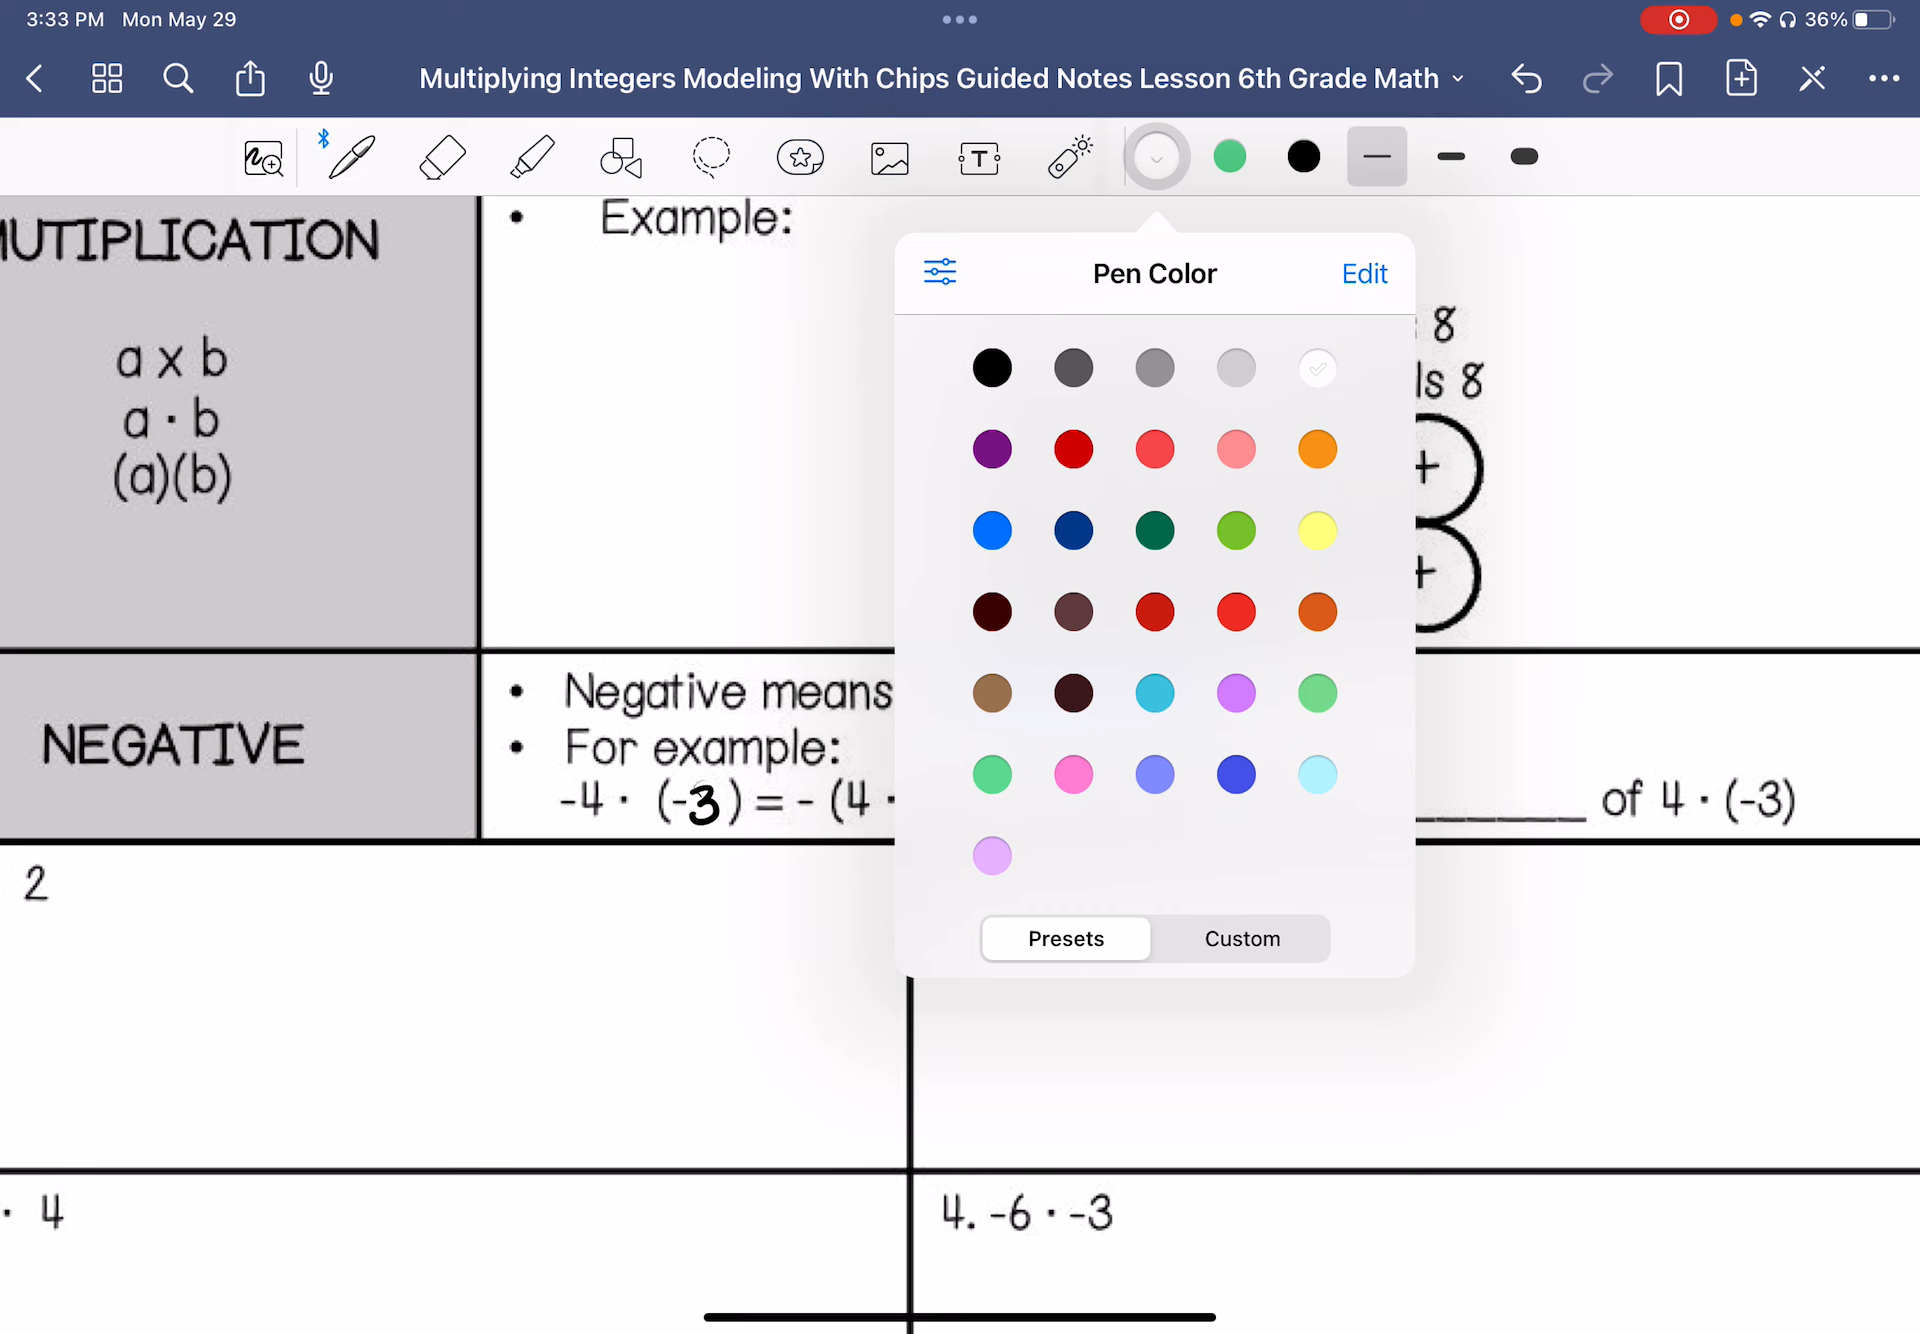 3:33 PM Mon May 29
36%
Multiplying Integers Modeling With Chips Guided Notes Lesson 6th Grade Math
T
MUTIPLICATION
a x b
a · b
(a)(b)
• Example:
8
ls 8
+
+
Pen Color
Edit
Presets
Custom
NEGATIVE
• Negative means
• For example:
-4 · (-3) = - (4 · ______ of 4 · (-3)
2
· 4
4. -6 · -3